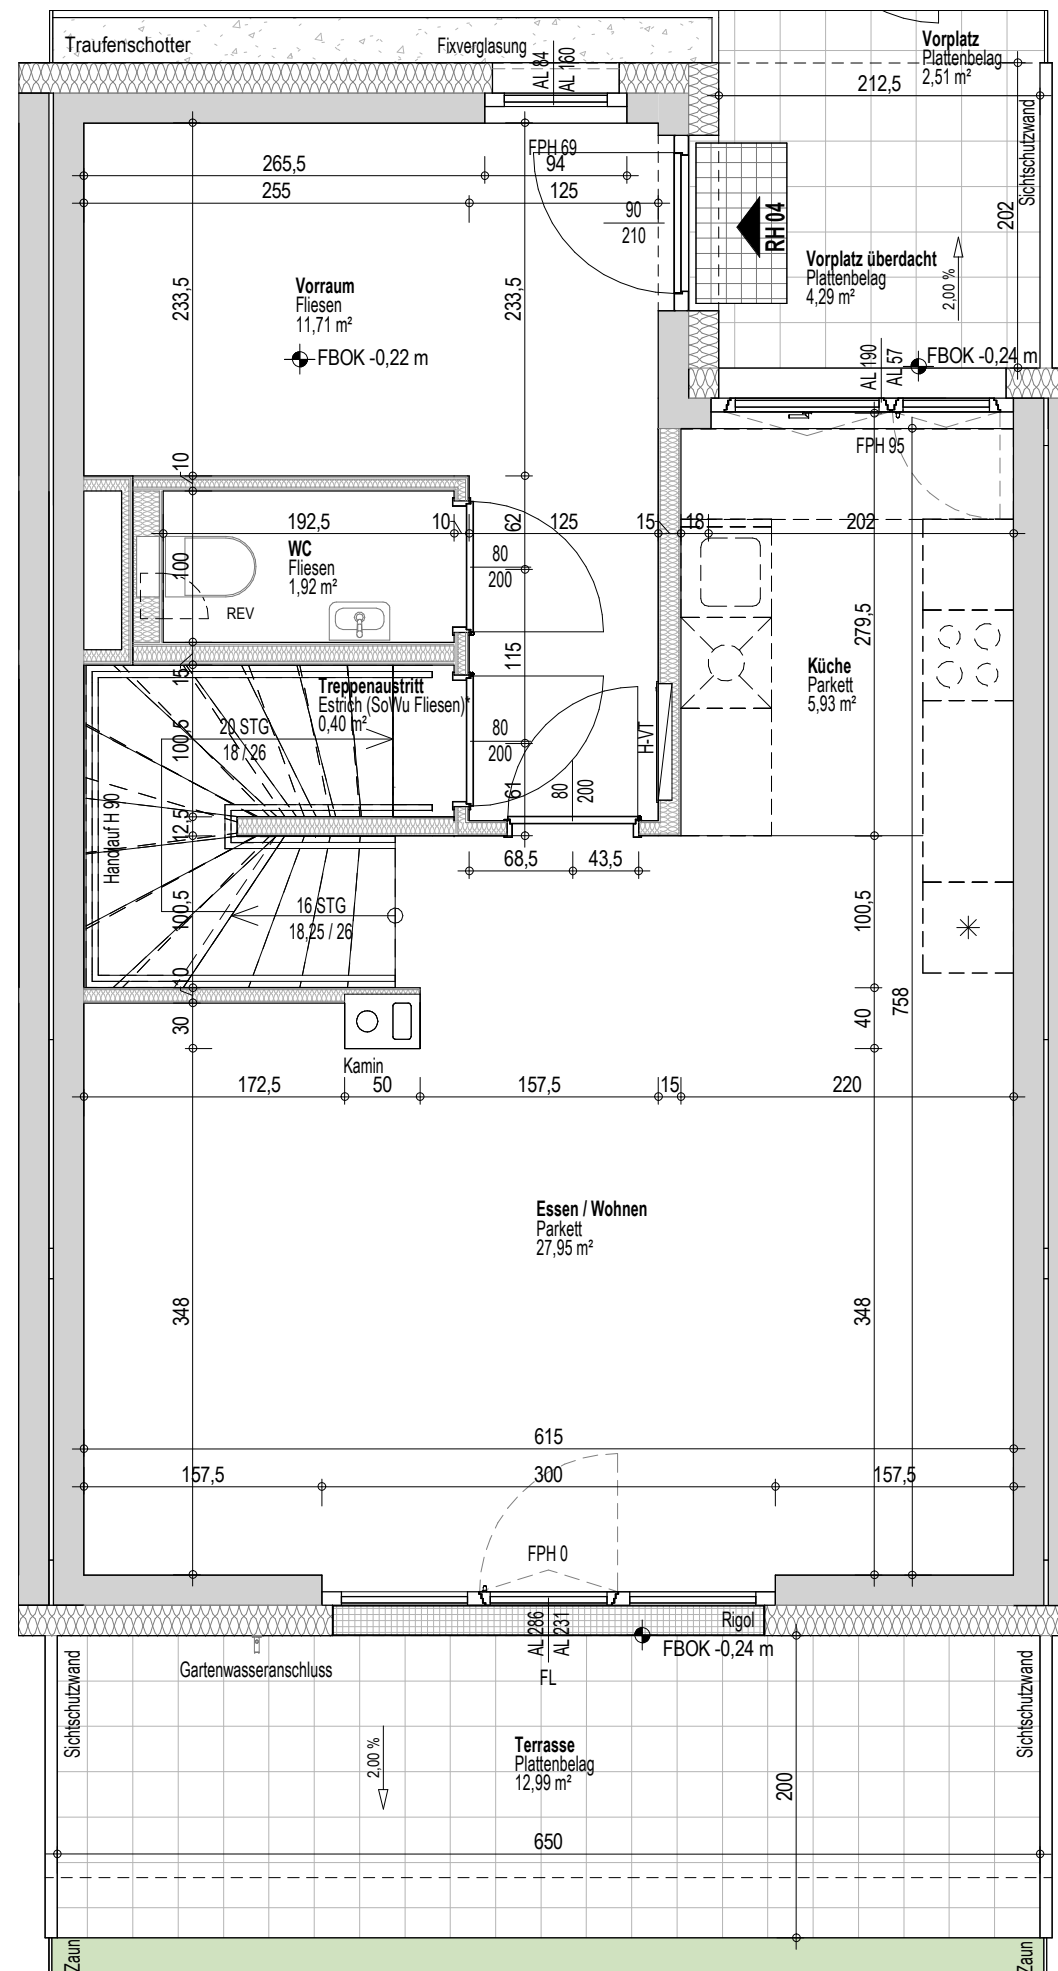 Traufenschotter
Fixverglasung
AL 84
AL 160
Vorplatz
Plattenbelag
2,51 m²
212,5
Sichtschutzwand
202
FPH 69
265,5
94
255
125
90
210
RH 04
Vorplatz überdacht
Plattenbelag
4,29 m²
2,00 %
233,5
233,5
Vorraum
Fliesen
11,71 m²
FBOK -0,22 m
AL 190
AL 57
FBOK -0,24 m
FPH 95
10
192,5
10
62
125
15
18
202
WC
Fliesen
1,92 m²
100
80
200
REV
279,5
115
15
Küche
Parkett
5,93 m²
Treppenaustritt
Estrich (SoWu Fliesen)*
0,40 m²
20 STG
18 / 26
100,5
80
200
H-VT
61
80
200
Handlauf H 90
12,5
68,5
43,5
16 STG
18,25 / 26
100,5
100,5
10
30
40
758
Kamin
172,5
50
157,5
15
220
Essen / Wohnen
Parkett
27,95 m²
348
348
615
157,5
300
157,5
FPH 0
AL 286
AL 231
Rigol
FBOK -0,24 m
FL
Gartenwasseranschluss
Sichtschutzwand
Sichtschutzwand
2,00 %
Terrasse
Plattenbelag
12,99 m²
200
650
Zaun
Zaun